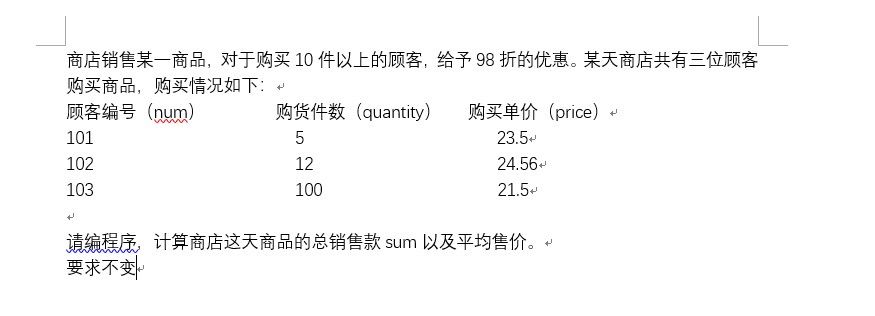 商店销售某一商品，对于购买 10 件以上的顾客，给予 98 折的优惠。某天商店共有三位顾客
购买商品，购买情况如下：
顾客编号（num） 购货件数（quantity） 购买单价（price）
101 5 23.5
102 12 24.56
103 100 21.5
请编程序，计算商店这天商品的总销售款 sum 以及平均售价。
要求不变